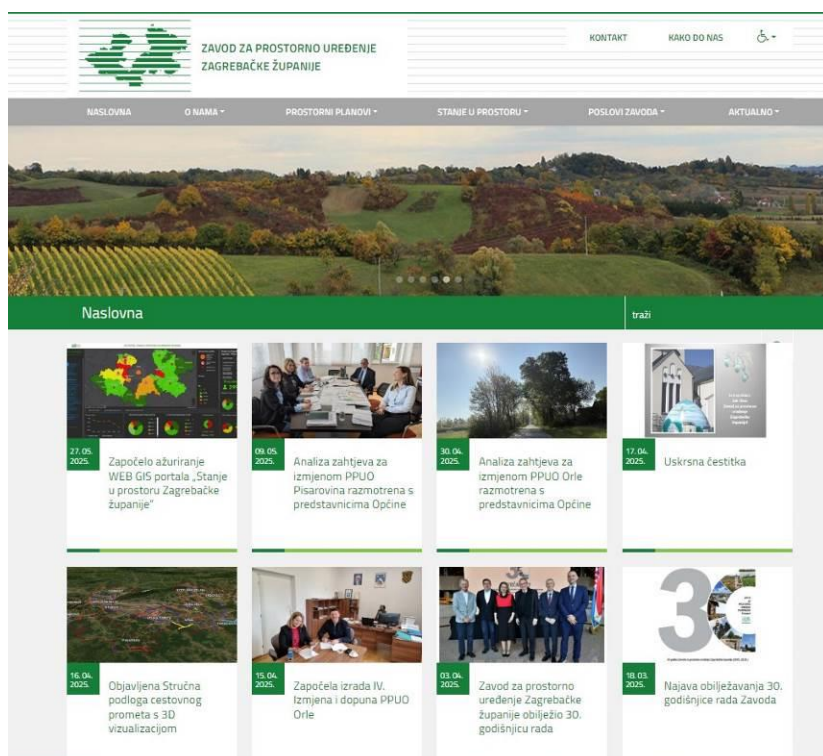 ZAVOD ZA PROSTORNO UREĐENJE
ZAGREBAČKE ŽUPANIJE
KONTAKT
KAKO DO NAS
NASLOVNA
O NAMA
PROSTORNI PLANOVI
STANJE U PROSTORU
POSLOVI ZAVODA
AKTUALNO
Naslovna
traži
27. 05.
2025.
Započelo ažuriranje
WEB GIS portala „Stanje
u prostoru Zagrebačke
županije“
09. 05.
2025.
Analiza zahtjeva za
izmjenom PPUO
Pisarovina razmotrena s
predstavnicima Općine
30. 04.
2025.
Analiza zahtjeva za
izmjenom PPUO Orle
razmotrena s
predstavnicima Općine
17. 04.
2025.
Uskrsna čestitka
16. 04.
2025.
Objavljena Stručna
podloga cestovnog
prometa s 3D
vizualizacijom
15. 04.
2025.
Započela izrada IV.
Izmjena i dopuna PPUO
Orle
03. 04.
2025.
Zavod za prostorno
uređenje Zagrebačke
županije obilježio 30.
godišnjicu rada
30
18. 03.
2025.
Najava obilježavanja 30.
godišnjice rada Zavoda